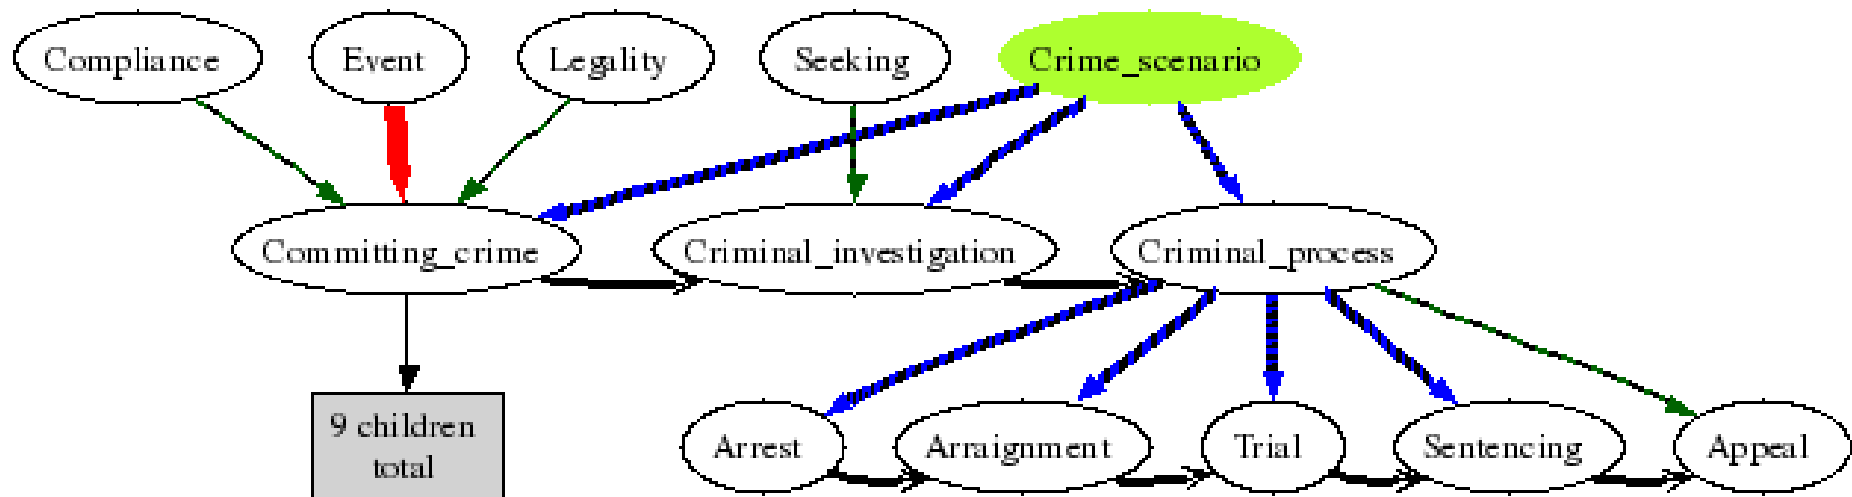 Compliance
Event
Legality
Seeking
Crime_scenario
Committing_crime
Criminal_investigation
Criminal_process
9 children
total
Arrest
Arraignment
Trial
Sentencing
Appeal